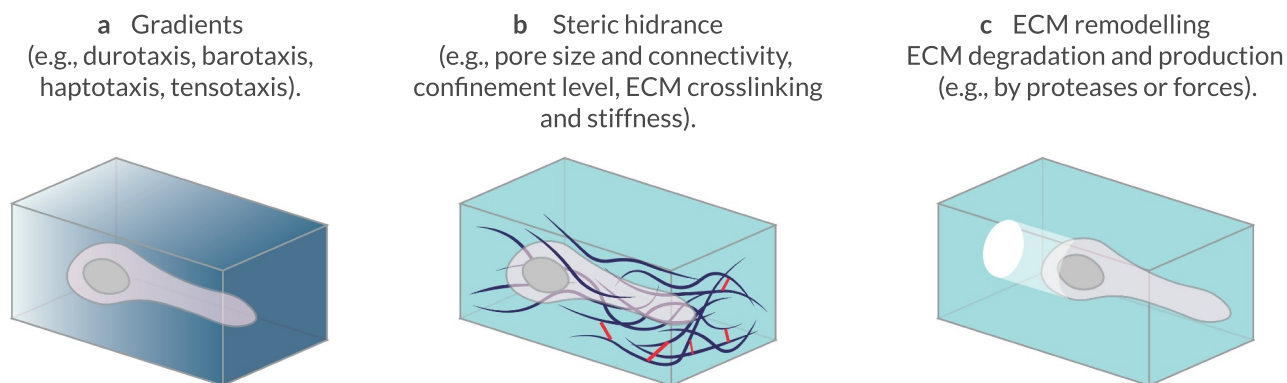 a Gradients
(e.g., durotaxis, barotaxis,
haptotaxis, tensotaxis).
b Steric hidrance
(e.g., pore size and connectivity,
confinement level, ECM crosslinking
and stiffness).
c ECM remodelling
ECM degradation and production
(e.g., by proteases or forces).